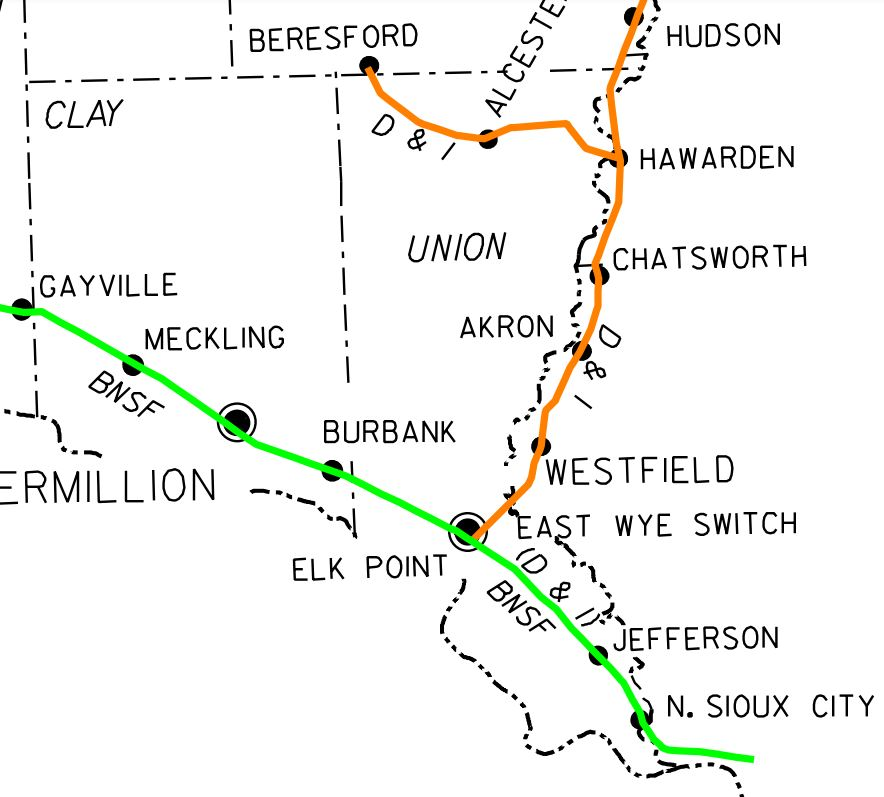 BERESFORD
ALCESTER
HUDSON
CLAY
D & I
HAWARDEN
UNION
CHATSWORTH
GAYVILLE
AKRON
D & I
MECKLING
BNSF
BURBANK
WESTFIELD
ERMILLION
EAST WYE SWITCH
ELK POINT
(D & I)
BNSF
JEFFERSON
N. SIOUX CITY